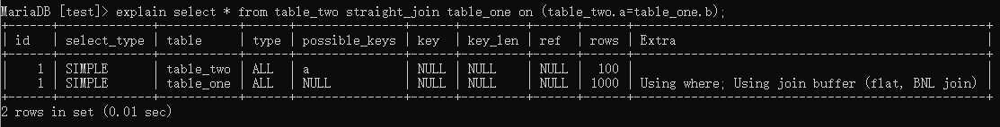 MariaDB [test]> explain select * from table_two straight_join table_one on (table_two.a=table_one.b);
+------+-------------+-----------+------+---------------+------+---------+------+------+-------------------------------------------------+
| id   | select_type | table     | type | possible_keys | key  | key_len | ref  | rows | Extra                                           |
+------+-------------+-----------+------+---------------+------+---------+------+------+-------------------------------------------------+
|    1 | SIMPLE      | table_two | ALL  | a             | NULL | NULL    | NULL |  100 |                                                 |
|    1 | SIMPLE      | table_one | ALL  | NULL          | NULL | NULL    | NULL | 1000 | Using where; Using join buffer (flat, BNL join) |
+------+-------------+-----------+------+---------------+------+---------+------+------+-------------------------------------------------+
2 rows in set (0.01 sec)